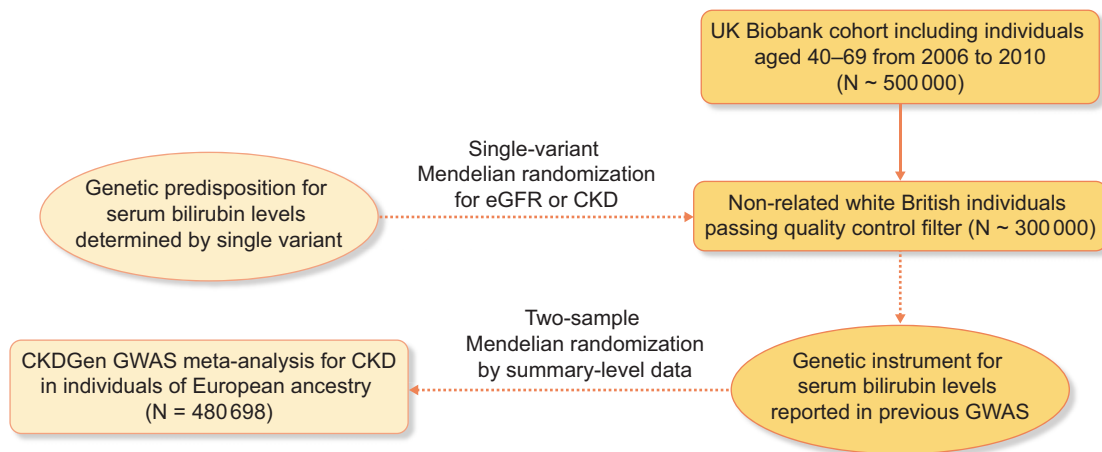 UK Biobank cohort including individuals
aged 40–69 from 2006 to 2010
(N ~ 500 000)
Single-variant
Mendelian randomization
for eGFR or CKD
Genetic predisposition for
serum bilirubin levels
determined by single variant
Non-related white British individuals
passing quality control filter (N ~ 300 000)
Two-sample
Mendelian randomization
by summary-level data
CKDGen GWAS meta-analysis for CKD
in individuals of European ancestry
(N = 480 698)
Genetic instrument for
serum bilirubin levels
reported in previous GWAS